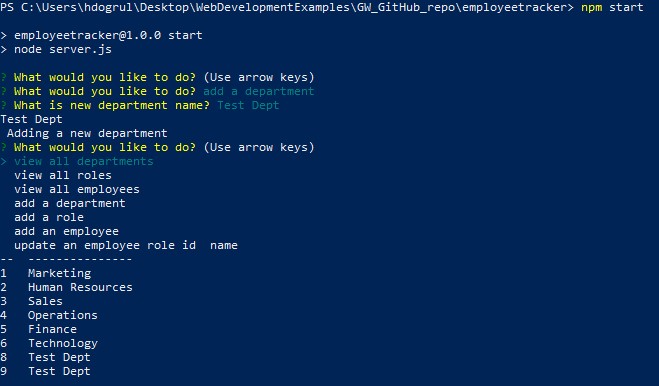 PS C:\Users\hdogrul\Desktop\WebDevelopmentExamples\GW_GitHub_repo\employeetracker> npm start
> employeetracker@1.0.0 start
> node server.js
? What would you like to do? (Use arrow keys)
? What would you like to do? add a department
? What is new department name? Test Dept
Test Dept
Adding a new department
? What would you like to do? (Use arrow keys)
> view all departments
view all roles
view all employees
add a department
add a role
add an employee
update an employee role id  name
--  ---------------
1   Marketing
2   Human Resources
3   Sales
4   Operations
5   Finance
6   Technology
8   Test Dept
9   Test Dept